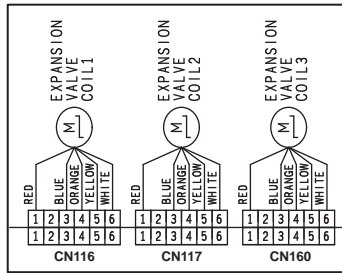 EXPANSION
VALVE
COIL1
EXPANSION
VALVE
COIL2
EXPANSION
VALVE
COIL3
M
M
M
RED
BLUE
ORANGE
YELLOW
WHITE
RED
BLUE
ORANGE
YELLOW
WHITE
RED
BLUE
ORANGE
YELLOW
WHITE
1 2 3 4 5 6
1 2 3 4 5 6
1 2 3 4 5 6
1 2 3 4 5 6
1 2 3 4 5 6
1 2 3 4 5 6
CN116
CN117
CN160